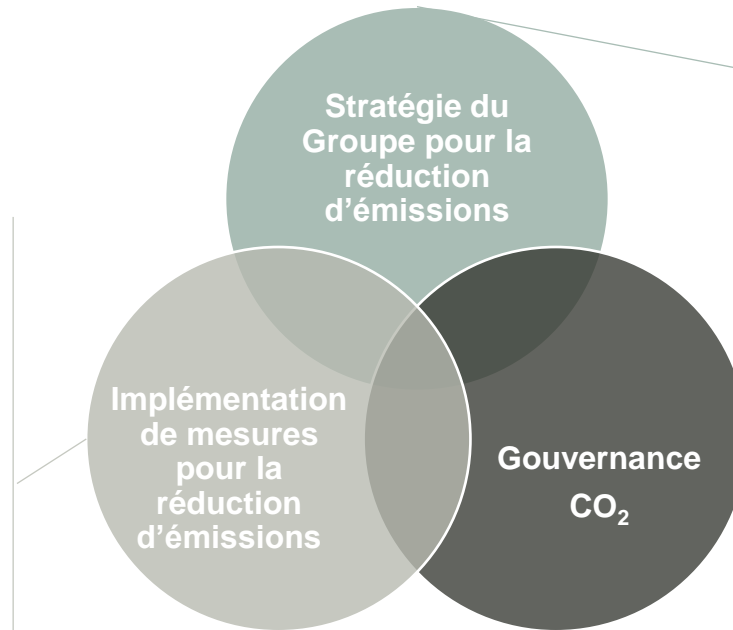 Stratégie du
Groupe pour la
réduction
d'émissions
Implémentation
de mesures
pour la
réduction
d'émissions
Gouvernance
CO₂